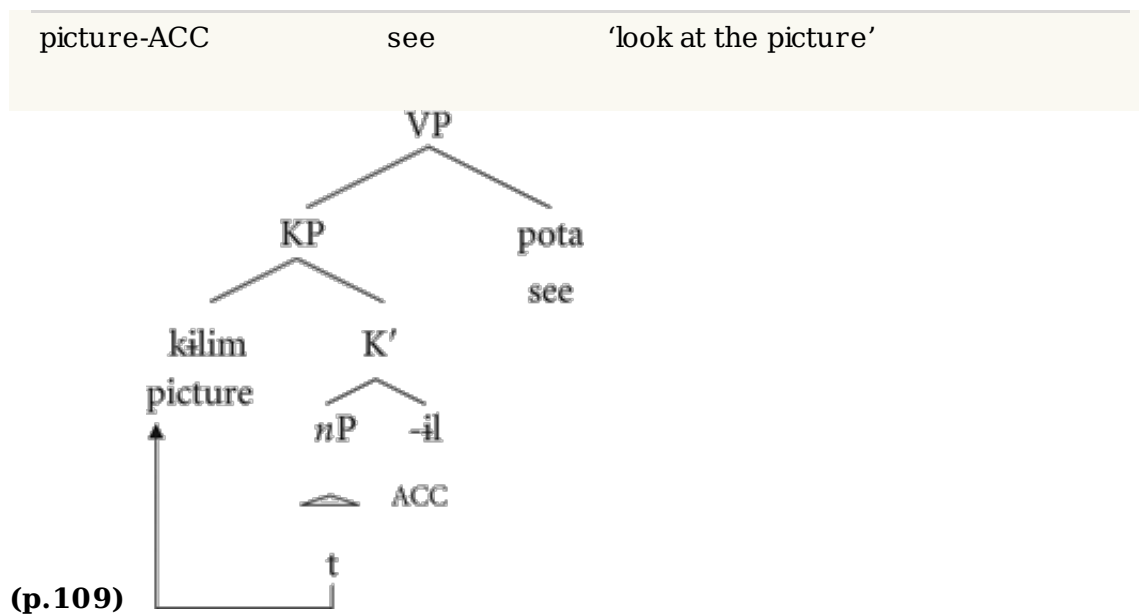 picture-ACC see ‘look at the picture’
VP
KP pota
see
kɨlim K′
picture
nP -ɨl
ACC
t
(p.109)